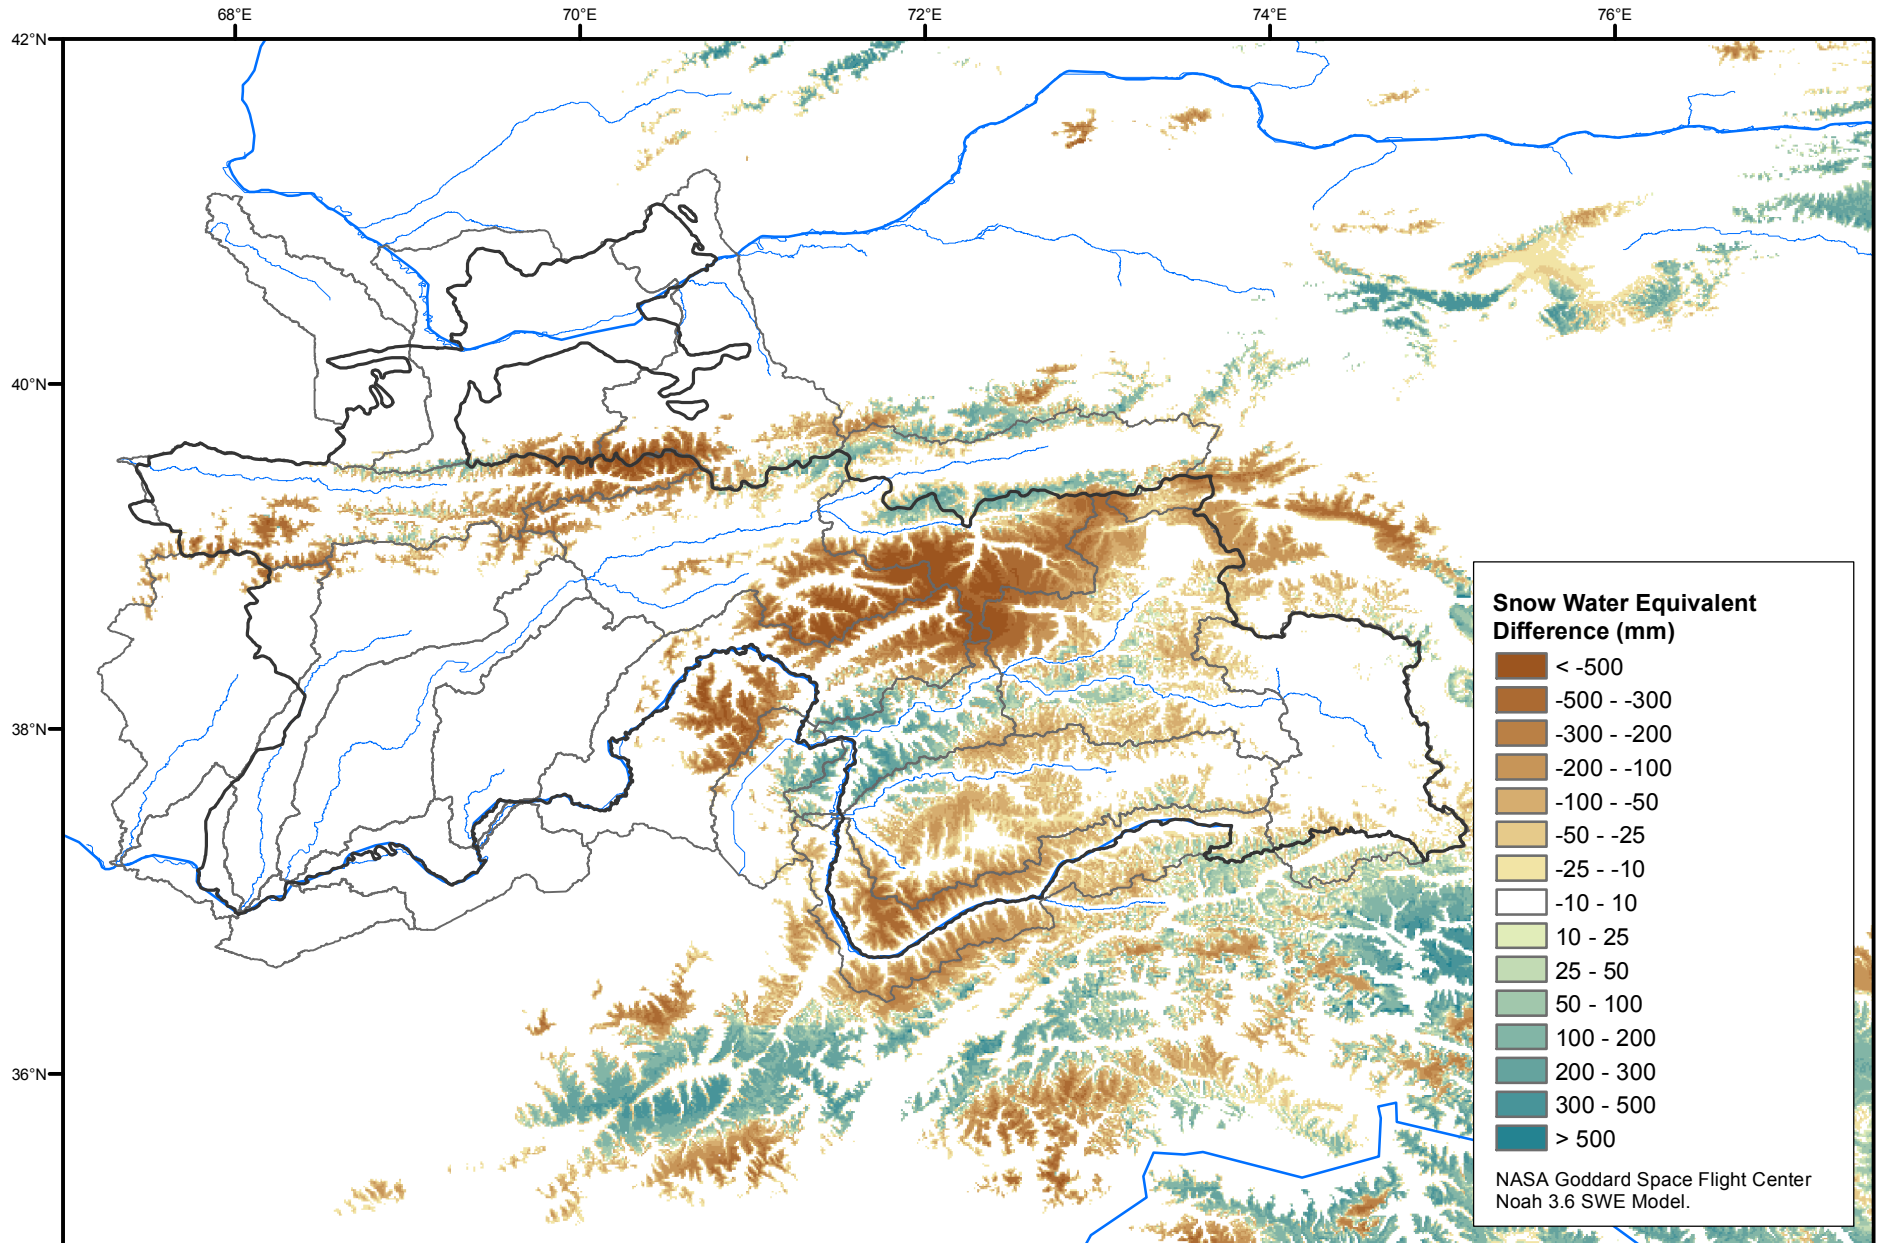 68°E
70°E
72°E
74°E
76°E
42°N
40°N
38°N
36°N
Snow Water Equivalent
Difference (mm)
< -500
-500 - -300
-300 - -200
-200 - -100
-100 - -50
-50 - -25
-25 - -10
-10 - 10
10 - 25
25 - 50
50 - 100
100 - 200
200 - 300
300 - 500
> 500
NASA Goddard Space Flight Center
Noah 3.6 SWE Model.